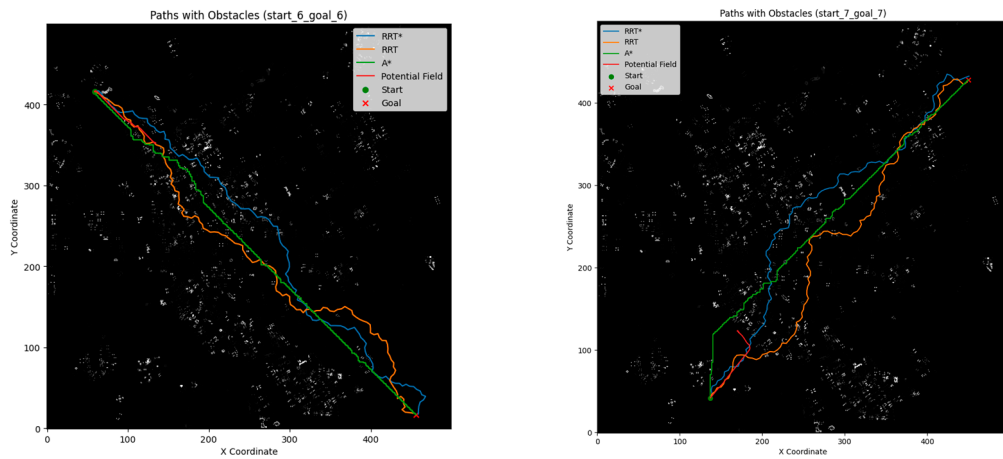 Paths with Obstacles (start_6_goal_6)
RRT*
RRT
A*
Potential Field
Start
Goal
400
300
200
100
0
Y Coordinate
0 100 200 300 400
X Coordinate
Paths with Obstacles (start_7_goal_7)
RRT*
RRT
A*
Potential Field
Start
Goal
400
300
200
100
0
Y Coordinate
0 100 200 300 400
X Coordinate